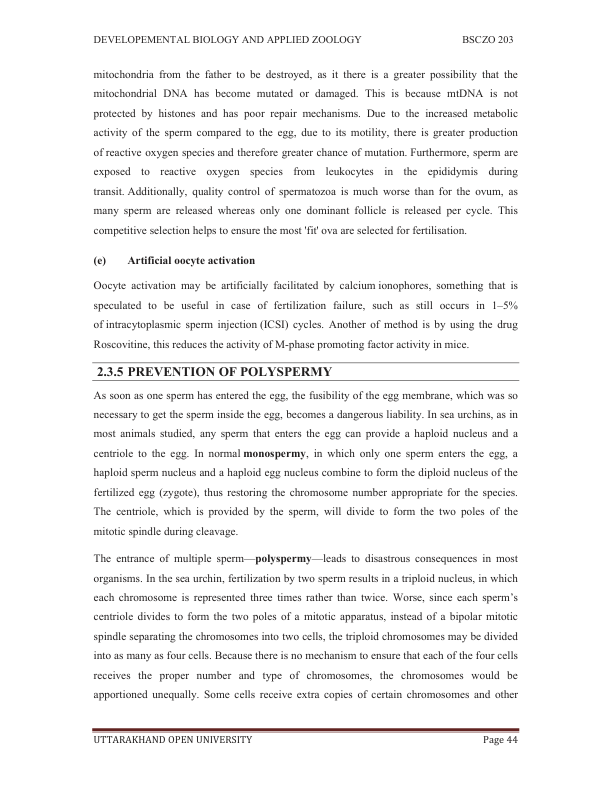 DEVELOPEMENTAL BIOLOGY AND APPLIED ZOOLOGY BSCZO 203
mitochondria from the father to be destroyed, as it there is a greater possibility that the
mitochondrial DNA has become mutated or damaged. This is because mtDNA is not
protected by histones and has poor repair mechanisms. Due to the increased metabolic
activity of the sperm compared to the egg, due to its motility, there is greater production
of reactive oxygen species and therefore greater chance of mutation. Furthermore, sperm are
exposed to reactive oxygen species from leukocytes in the epididymis during
transit. Additionally, quality control of spermatozoa is much worse than for the ovum, as
many sperm are released whereas only one dominant follicle is released per cycle. This
competitive selection helps to ensure the most 'fit' ova are selected for fertilisation.
(e) Artificial oocyte activation
Oocyte activation may be artificially facilitated by calcium ionophores, something that is
speculated to be useful in case of fertilization failure, such as still occurs in 1–5%
of intracytoplasmic sperm injection (ICSI) cycles. Another of method is by using the drug
Roscovitine, this reduces the activity of M-phase promoting factor activity in mice.
2.3.5 PREVENTION OF POLYSPERMY
As soon as one sperm has entered the egg, the fusibility of the egg membrane, which was so
necessary to get the sperm inside the egg, becomes a dangerous liability. In sea urchins, as in
most animals studied, any sperm that enters the egg can provide a haploid nucleus and a
centriole to the egg. In normal monospermy, in which only one sperm enters the egg, a
haploid sperm nucleus and a haploid egg nucleus combine to form the diploid nucleus of the
fertilized egg (zygote), thus restoring the chromosome number appropriate for the species.
The centriole, which is provided by the sperm, will divide to form the two poles of the
mitotic spindle during cleavage.
The entrance of multiple sperm—polyspermy—leads to disastrous consequences in most
organisms. In the sea urchin, fertilization by two sperm results in a triploid nucleus, in which
each chromosome is represented three times rather than twice. Worse, since each sperm’s
centriole divides to form the two poles of a mitotic apparatus, instead of a bipolar mitotic
spindle separating the chromosomes into two cells, the triploid chromosomes may be divided
into as many as four cells. Because there is no mechanism to ensure that each of the four cells
receives the proper number and type of chromosomes, the chromosomes would be
apportioned unequally. Some cells receive extra copies of certain chromosomes and other
UTTARAKHAND OPEN UNIVERSITY Page 44